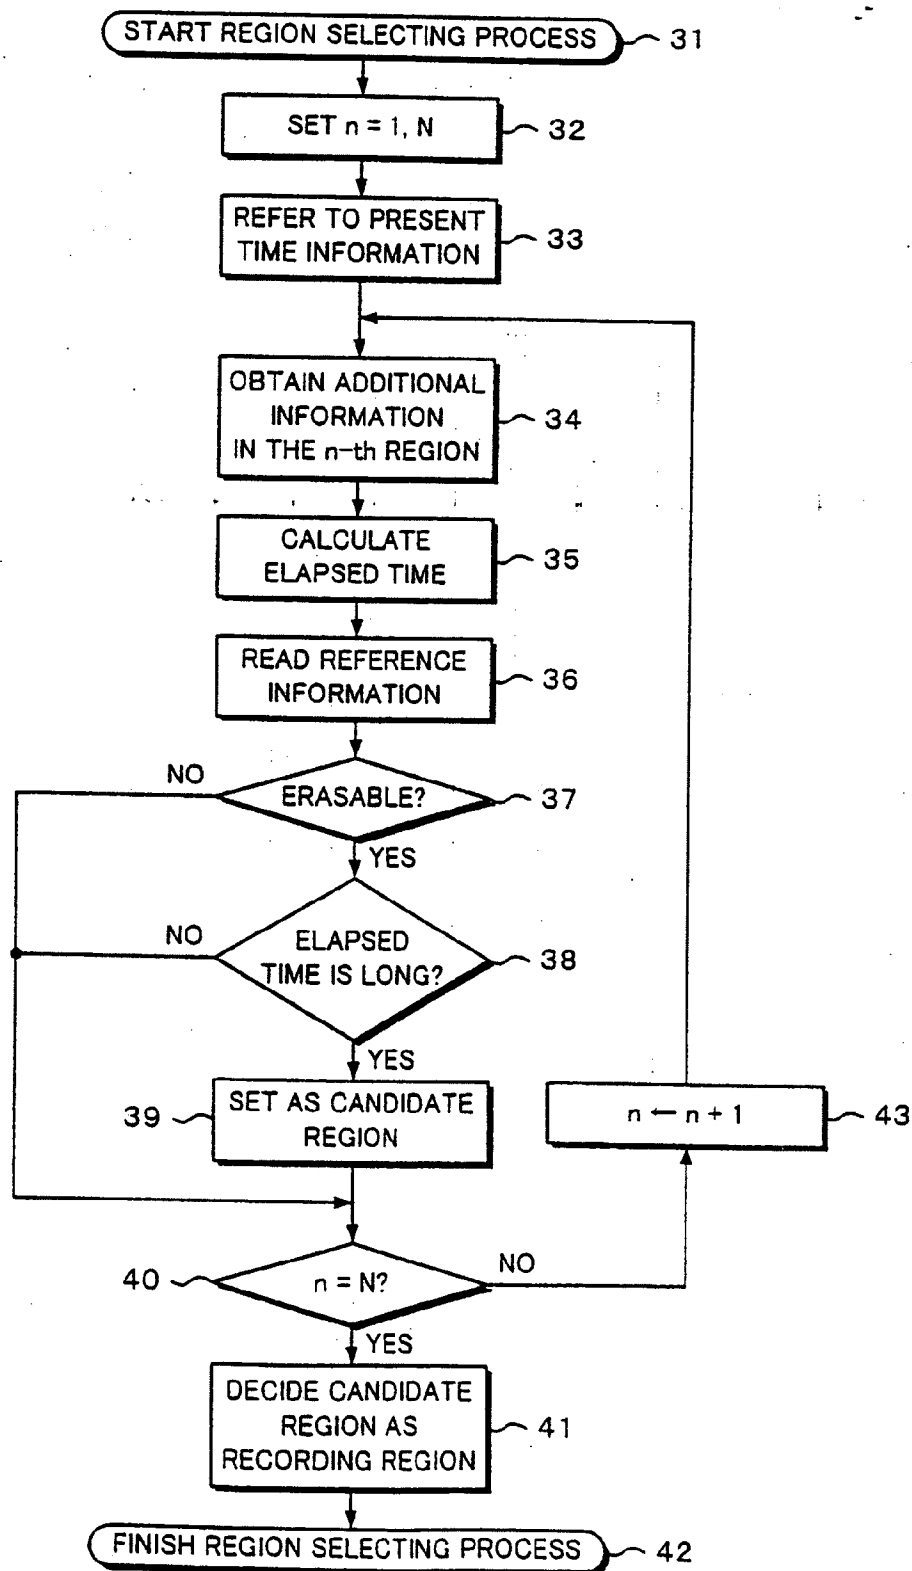 START REGION SELECTING PROCESS 31
SET n = 1, N 32
REFER TO PRESENT
TIME INFORMATION
33
OBTAIN ADDITIONAL
INFORMATION
IN THE n-th REGION
34
CALCULATE
ELAPSED TIME
35
READ REFERENCE
INFORMATION
36
NO
ERASABLE? 37
YES
NO
ELAPSED
TIME IS LONG?
38
YES
39
SET AS CANDIDATE
REGION
n ← n + 1 43
40 n = N?
NO
YES
DECIDE CANDIDATE
REGION AS
RECORDING REGION
41
FINISH REGION SELECTING PROCESS 42